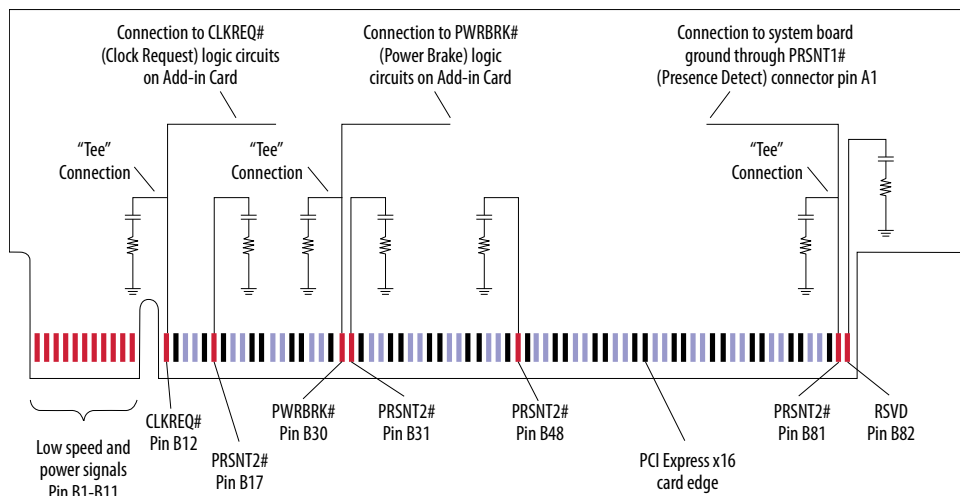 Connection to CLKREQ#
(Clock Request) logic circuits
on Add-in Card
Connection to PWRBRK#
(Power Brake) logic
circuits on Add-in Card
Connection to system board
ground through PRSNT1#
(Presence Detect) connector pin A1
“Tee”
Connection
“Tee”
Connection
“Tee”
Connection
Low speed and
power signals
Pin B1-B11
CLKREQ#
Pin B12
PRSNT2#
Pin B17
PWRBRK#
Pin B30
PRSNT2#
Pin B31
PRSNT2#
Pin B48
PCI Express x16
card edge
PRSNT2#
Pin B81
RSVD
Pin B82